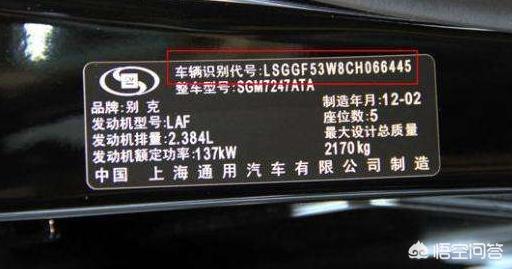 车辆识别代号:LSGGF53W8CH066445
整车型号:SGM7247ATA
品牌:别克 制造年月:12-02
发动机型号:LAF 座位数:5
发动机排量:2.384L 最大设计总质量
发动机额定功率:137kW 2170kg
中国 上海通用汽车有限公司制造
悟空问答